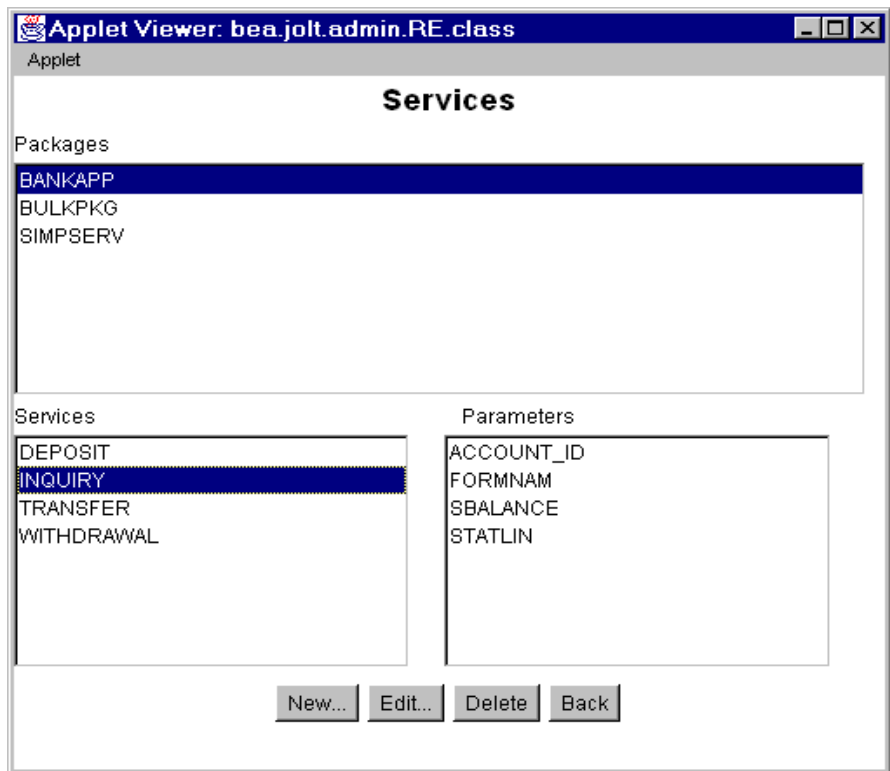 Applet Viewer: bea.jolt.admin.RE.class
Applet
Services
Packages
BANKAPP
BULKPKG
SIMPSERV
Services
DEPOSIT
INQUIRY
TRANSFER
WITHDRAWAL
Parameters
ACCOUNT_ID
FORMNAM
SBALANCE
STATLIN
New... Edit... Delete Back